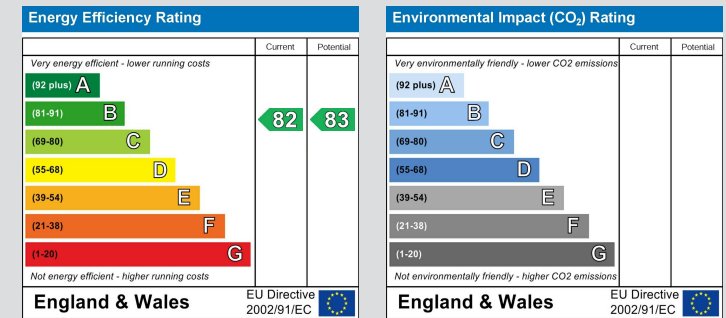 Energy Efficiency Rating
Current Potential
Very energy efficient - lower running costs
(92 plus) A
(81-91) B
82 83
(69-80) C
(55-68) D
(39-54) E
(21-38) F
(1-20) G
Not energy efficient - higher running costs
England & Wales
EU Directive
2002/91/EC
Environmental Impact (CO₂) Rating
Current Potential
Very environmentally friendly - lower CO2 emissions
(92 plus) A
(81-91) B
(69-80) C
(55-68) D
(39-54) E
(21-38) F
(1-20) G
Not environmentally friendly - higher CO2 emissions
England & Wales
EU Directive
2002/91/EC